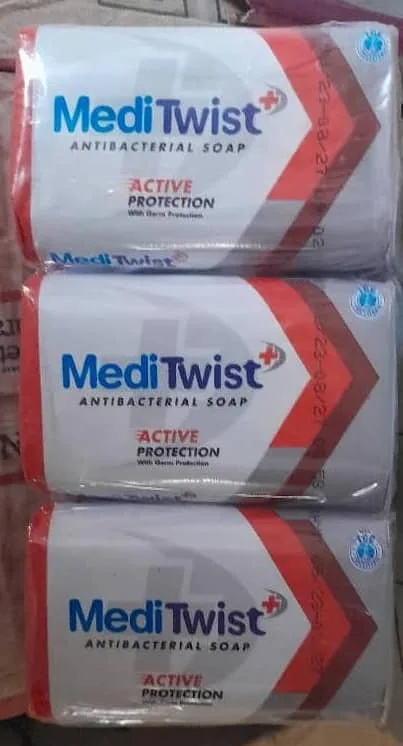 MediTwist
ANTIBACTERIAL SOAP
ACTIVE
PROTECTION
With Germ Protection
MediTwist
MediTwist
ANTIBACTERIAL SOAP
ACTIVE
PROTECTION
With Germ Protection
MediTwist
ANTIBACTERIAL SOAP
ACTIVE
PROTECTION